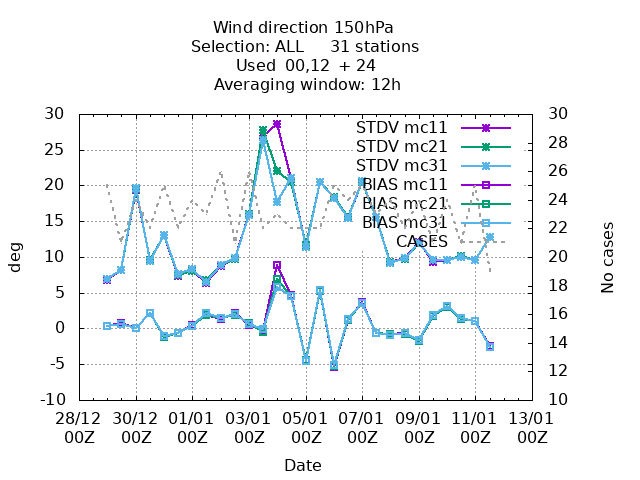 Wind direction 150hPa
Selection: ALL 31 stations
Used 00,12 + 24
Averaging window: 12h
30 30
STDV mc11
28
25 STDV mc21
STDV mc31 26
20 BIAS mc11
24
BIAS mc21
15 BIAS mc31 22
CASES
10 20
deg No cases
5 18
16
0
14
-5
12
-10 10
28/12 30/12 01/01 03/01 05/01 07/01 09/01 11/01 13/01
00Z 00Z 00Z 00Z 00Z 00Z 00Z 00Z 00Z
Date